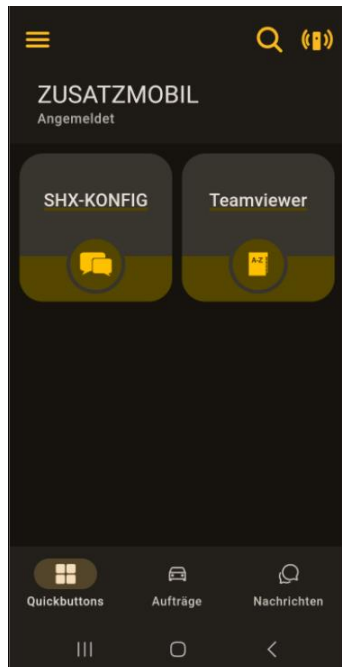 ZUSATZMOBIL
Angemeldet
SHX-KONFIG
Teamviewer
A-Z
Quickbuttons
Aufträge
Nachrichten